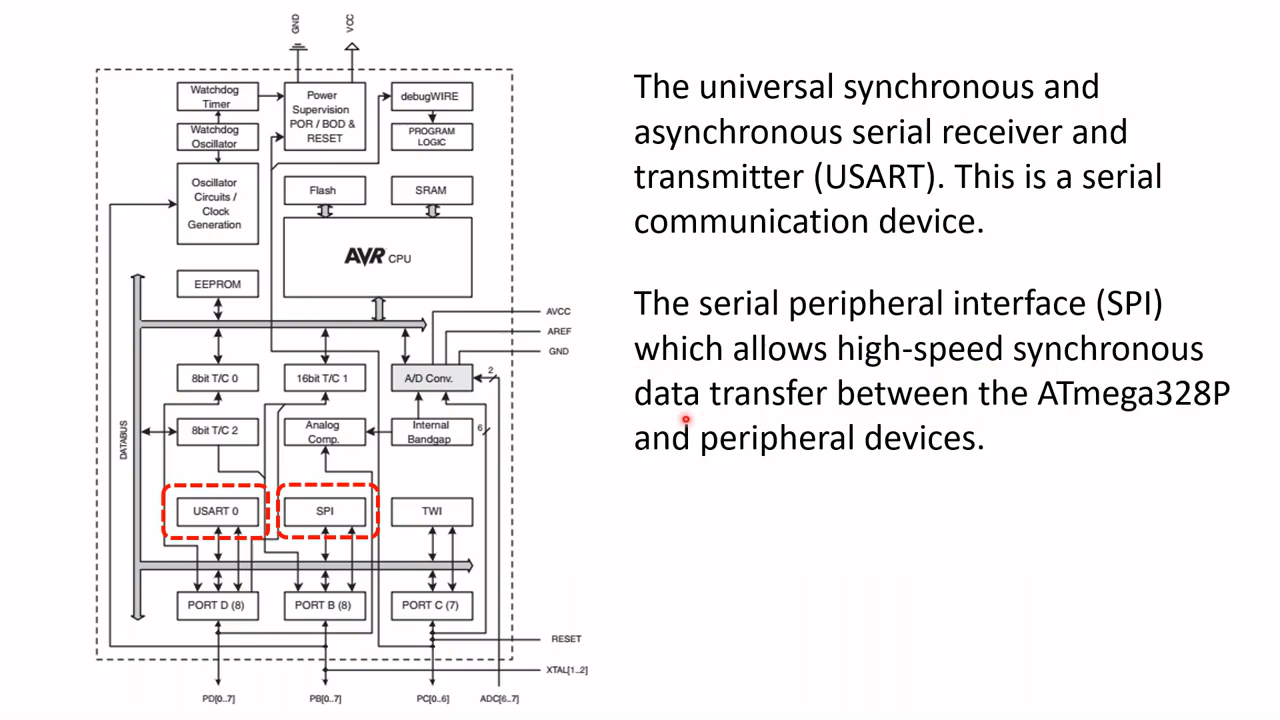 GND
VCC
Watchdog
Timer
Power
Supervision
POR / BOD &
RESET
debugWIRE
Watchdog
Oscillator
PROGRAM
LOGIC
Oscillator
Circuits /
Clock
Generation
Flash
SRAM
AVR CPU
EEPROM
AVCC
AREF
GND
8bit T/C 0
16bit T/C 1
A/D Conv.
2
8bit T/C 2
Analog
Comp.
Internal
Bandgap
6
DATABUS
USART 0
SPI
TWI
PORT D (8)
PORT B (8)
PORT C (7)
RESET
XTAL[1..2]
PD[0..7]
PB[0..7]
PC[0..6]
ADC[6..7]
The universal synchronous and
asynchronous serial receiver and
transmitter (USART). This is a serial
communication device.
The serial peripheral interface (SPI)
which allows high-speed synchronous
data transfer between the ATmega328P
and peripheral devices.